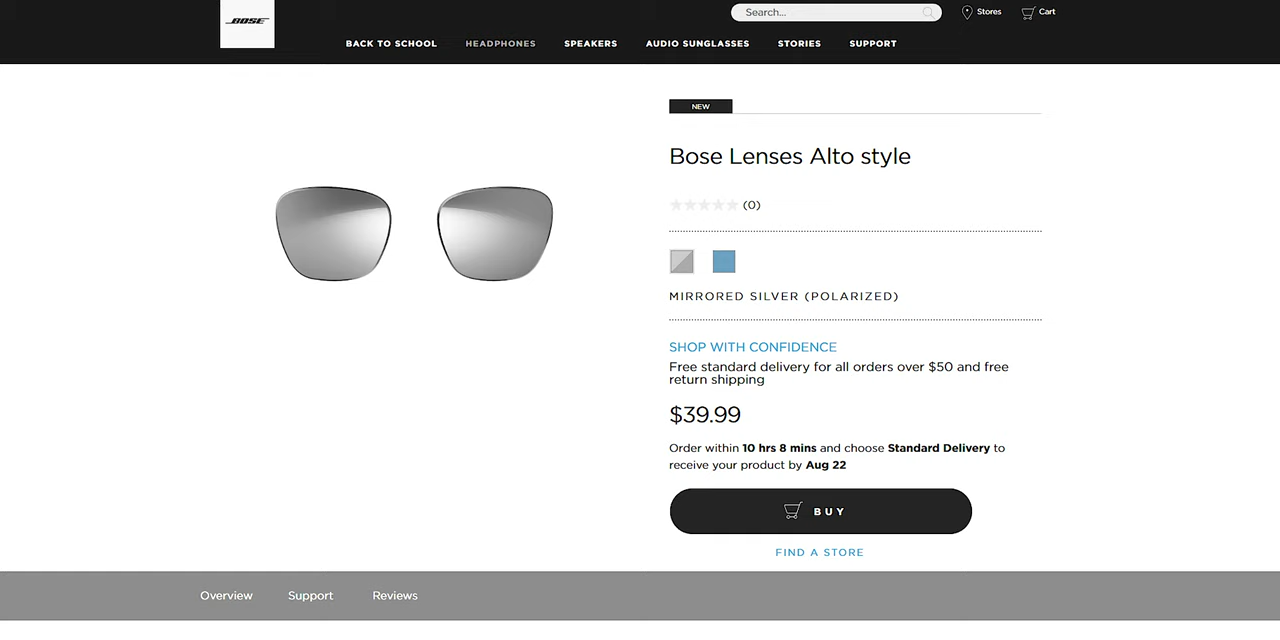 BOSE
Search...
Stores
Cart
BACK TO SCHOOL
HEADPHONES
SPEAKERS
AUDIO SUNGLASSES
STORIES
SUPPORT
NEW
Bose Lenses Alto style
(0)
MIRRORED SILVER (POLARIZED)
SHOP WITH CONFIDENCE
Free standard delivery for all orders over $50 and free
return shipping
$39.99
Order within 10 hrs 8 mins and choose Standard Delivery to
receive your product by Aug 22
BUY
FIND A STORE
Overview
Support
Reviews